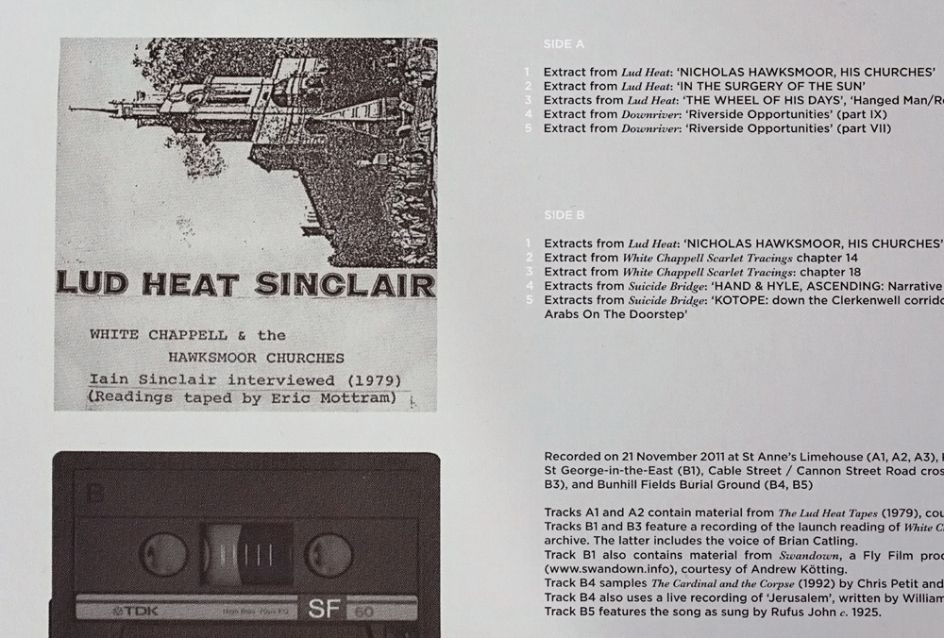 LUD HEAT SINCLAIR
WHITE CHAPPELL & the
HAWKSMOOR CHURCHES
Iain Sinclair interviewed (1979)
(Readings taped by Eric Mottram)
B
TDK
High Bias 70μs EQ
SF 60
SIDE A
1 Extract from Lud Heat: ‘NICHOLAS HAWKSMOOR, HIS CHURCHES’
2 Extract from Lud Heat: ‘IN THE SURGERY OF THE SUN’
3 Extracts from Lud Heat: ‘THE WHEEL OF HIS DAYS’, ‘Hanged Man/R
4 Extract from Downriver: ‘Riverside Opportunities’ (part IX)
5 Extract from Downriver: ‘Riverside Opportunities’ (part VII)
SIDE B
1 Extracts from Lud Heat: ‘NICHOLAS HAWKSMOOR, HIS CHURCHES’
2 Extracts from White Chappell Scarlet Tracings chapter 14
3 Extracts from White Chappell Scarlet Tracings: chapter 18
4 Extracts from Suicide Bridge: ‘HAND & HYLE, ASCENDING: Narrative
5 Extracts from Suicide Bridge: ‘KOTOPE: down the Clerkenwell corrido
Arabs On The Doorstep’
Recorded on 21 November 2011 at St Anne’s Limehouse (A1, A2, A3),
St George-in-the-East (B1), Cable Street / Cannon Street Road cros
B3), and Bunhill Fields Burial Ground (B4, B5)
Tracks A1 and A2 contain material from The Lud Heat Tapes (1979), cou
Tracks B1 and B3 feature a recording of the launch reading of White C
archive. The latter includes the voice of Brian Catling.
Track B1 also contains material from Swandown, a Fly Film proc
(www.swandown.info), courtesy of Andrew Kötting.
Track B4 samples The Cardinal and the Corpse (1992) by Chris Petit and
Track B4 also uses a live recording of ‘Jerusalem’, written by William
Track B5 features the song as sung by Rufus John c. 1925.